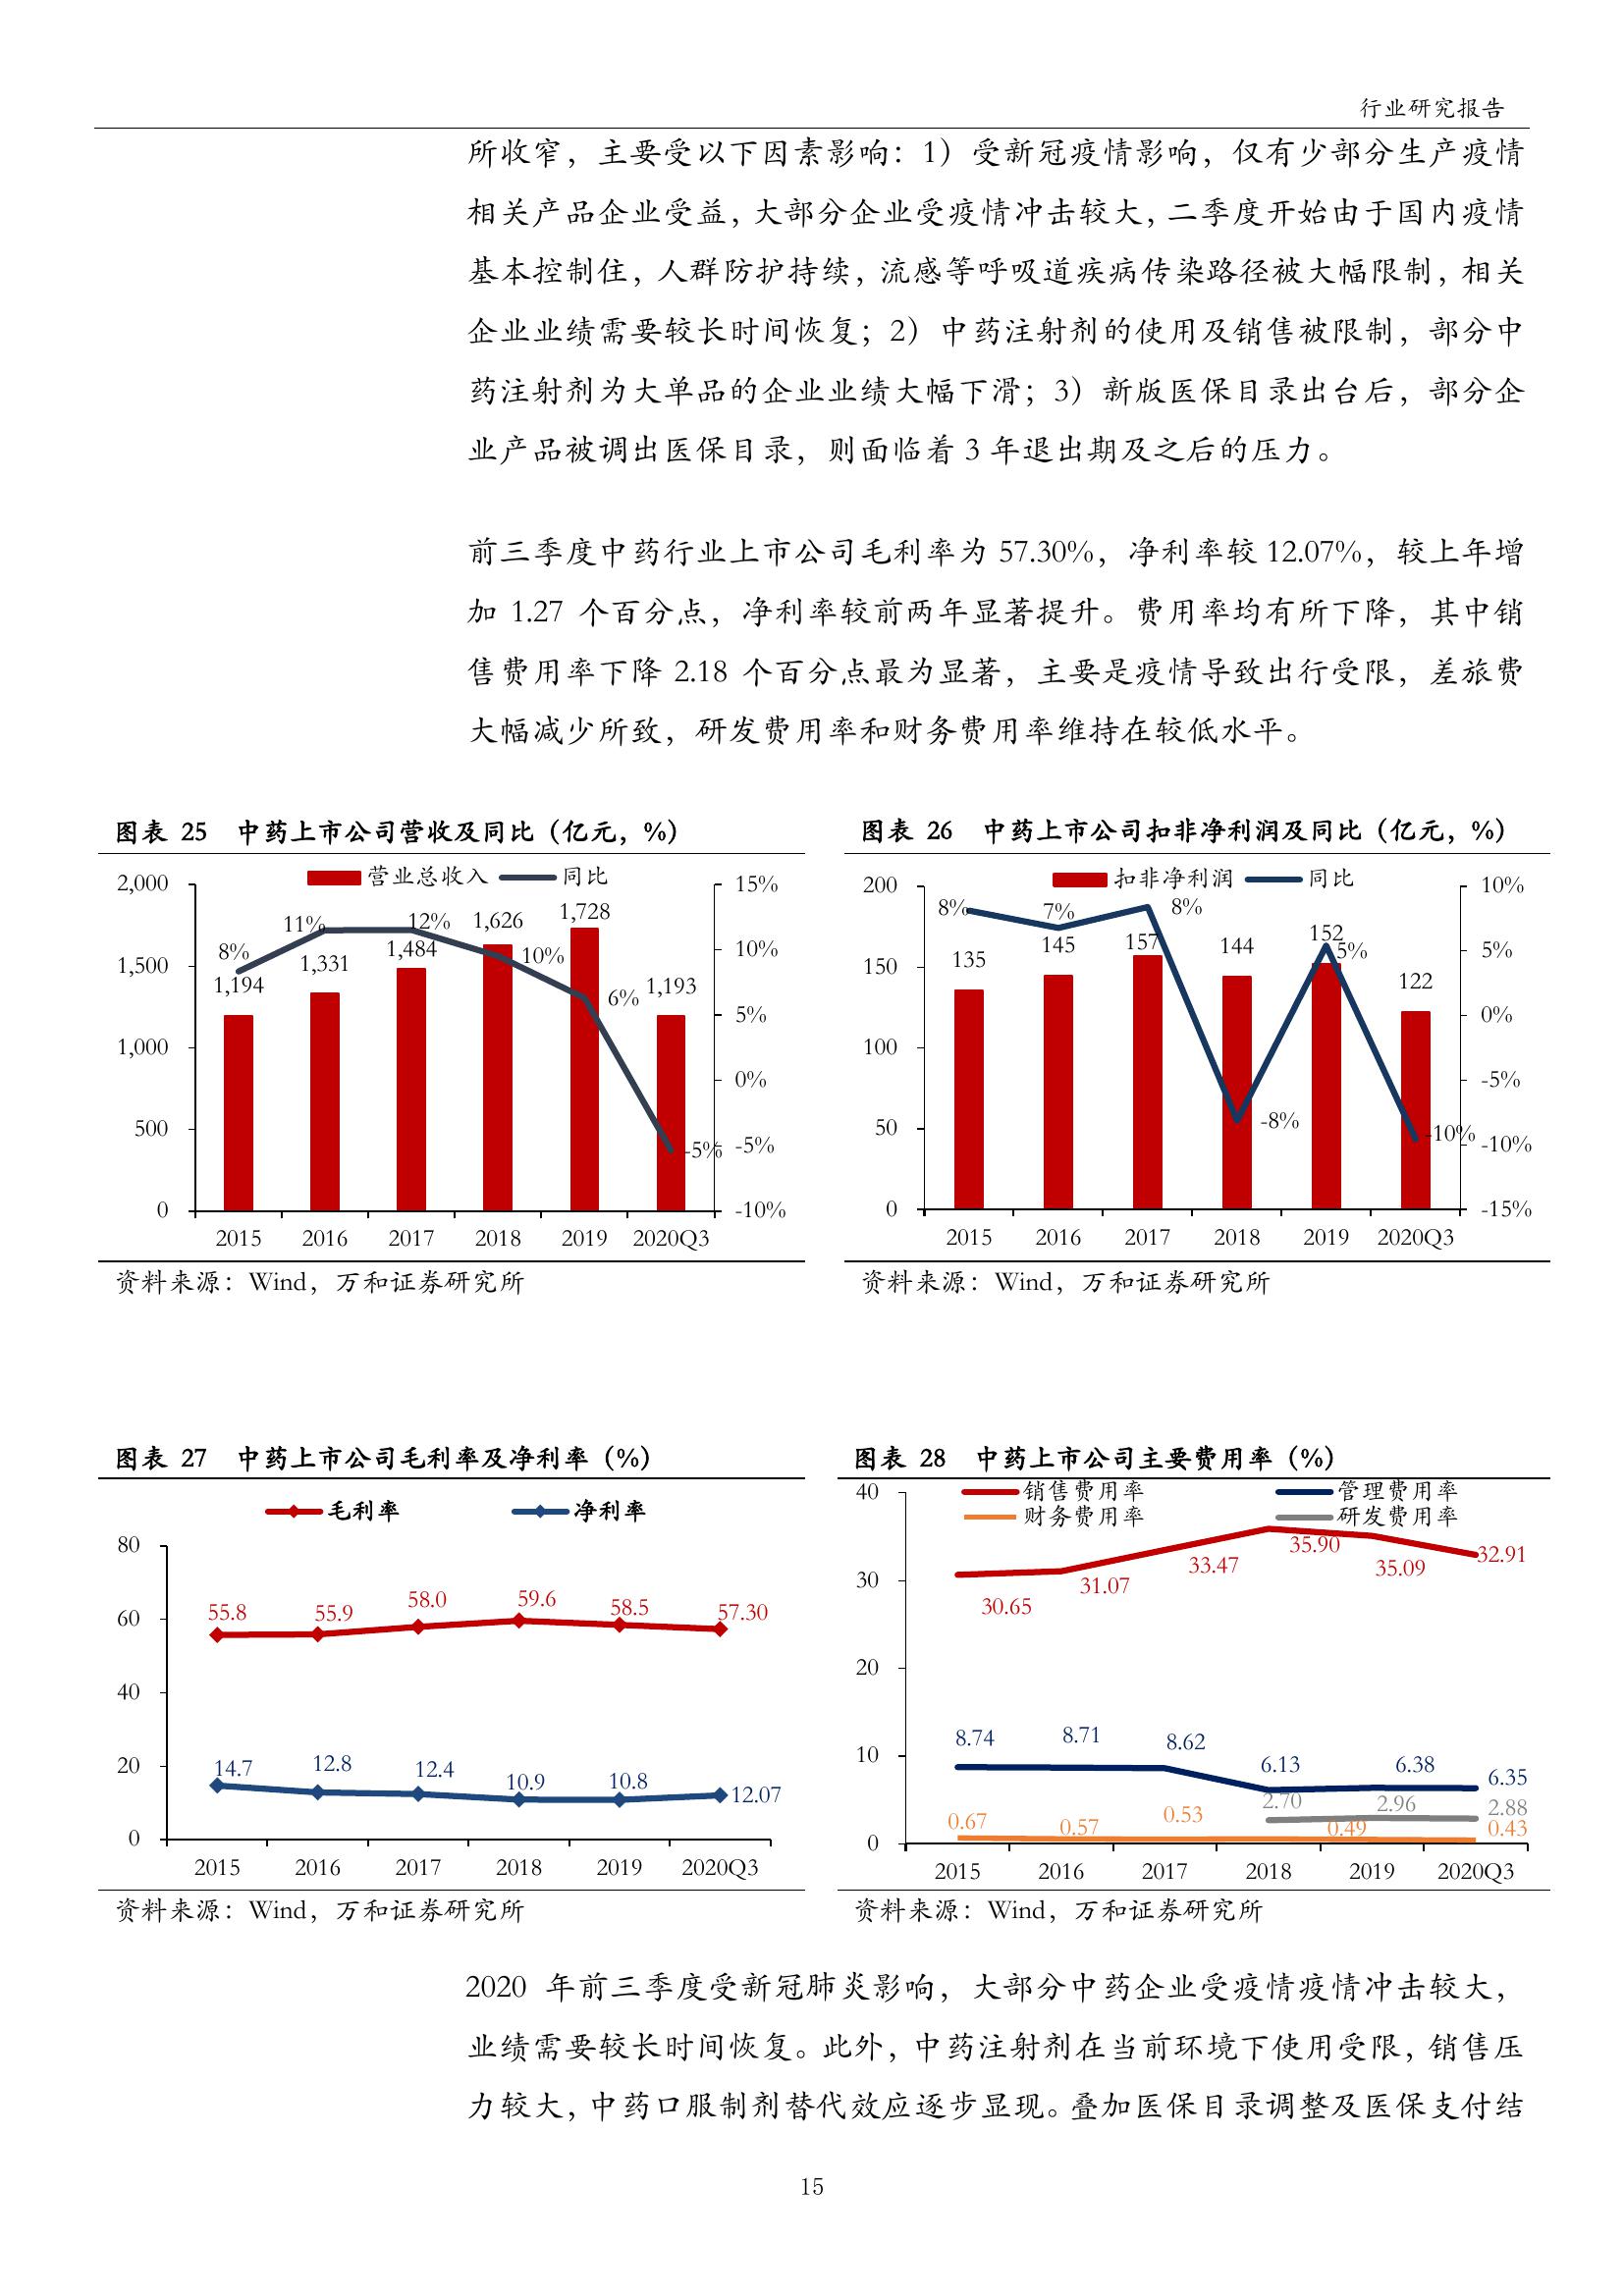 行业研究报告
所收窄，主要受以下因素影响：1）受新冠疫情影响，仅有少部分生产疫情
相关产品企业受益，大部分企业受疫情冲击较大，二季度开始由于国内疫情
基本控制住，人群防护持续，流感等呼吸道疾病传染路径被大幅限制，相关
企业业绩需要较长时间恢复；2）中药注射剂的使用及销售被限制，部分中
药注射剂为大单品的企业业绩大幅下滑；3）新版医保目录出台后，部分企
业产品被调出医保目录，则面临着 3 年退出期及之后的压力。
前三季度中药行业上市公司毛利率为 57.30%，净利率较 12.07%，较上年增
加 1.27 个百分点，净利率较前两年显著提升。费用率均有所下降，其中销
售费用率下降 2.18 个百分点最为显著，主要是疫情导致出行受限，差旅费
大幅减少所致，研发费用率和财务费用率维持在较低水平。
图表 25 中药上市公司营收及同比（亿元，%）
营业总收入 同比
2,000
1,500
1,000
500
0
15%
10%
5%
0%
-5%
-10%
8% 11% 12% 10% 6% -5%
1,194 1,331 1,484 1,626 1,728 1,193
2015 2016 2017 2018 2019 2020Q3
资料来源：Wind，万和证券研究所
图表 26 中药上市公司扣非净利润及同比（亿元，%）
扣非净利润 同比
200
150
100
50
0
10%
5%
0%
-5%
-10%
-15%
8% 7% 8% -8% 5% -10%
135 145 157 144 152 122
2015 2016 2017 2018 2019 2020Q3
资料来源：Wind，万和证券研究所
图表 27 中药上市公司毛利率及净利率（%）
毛利率 净利率
80
60
40
20
0
55.8 55.9 58.0 59.6 58.5 57.30
14.7 12.8 12.4 10.9 10.8 12.07
2015 2016 2017 2018 2019 2020Q3
资料来源：Wind，万和证券研究所
图表 28 中药上市公司主要费用率（%）
销售费用率 管理费用率
财务费用率 研发费用率
40
30
20
10
0
30.65 31.07 33.47 35.90 35.09 32.91
8.74 8.71 8.62 6.13 6.38 6.35
2.70 2.96 2.88
0.67 0.57 0.53 0.49 0.43
2015 2016 2017 2018 2019 2020Q3
资料来源：Wind，万和证券研究所
2020 年前三季度受新冠肺炎影响，大部分中药企业受疫情疫情冲击较大，
业绩需要较长时间恢复。此外，中药注射剂在当前环境下使用受限，销售压
力较大，中药口服制剂替代效应逐步显现。叠加医保目录调整及医保支付结
15